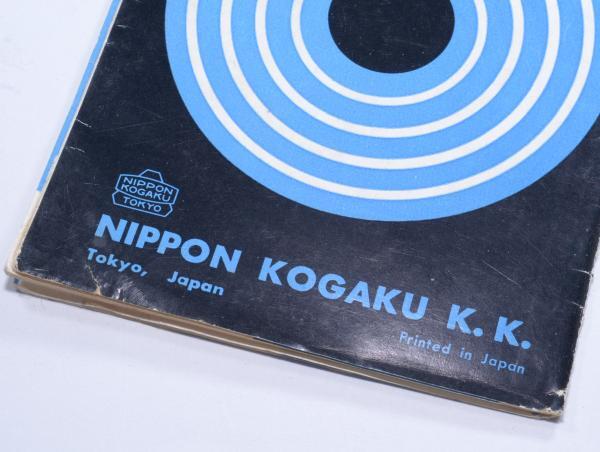 NIPPON
KOGAKU
TOKYO
NIPPON KOGAKU K. K.
Tokyo, Japan
Printed in Japan